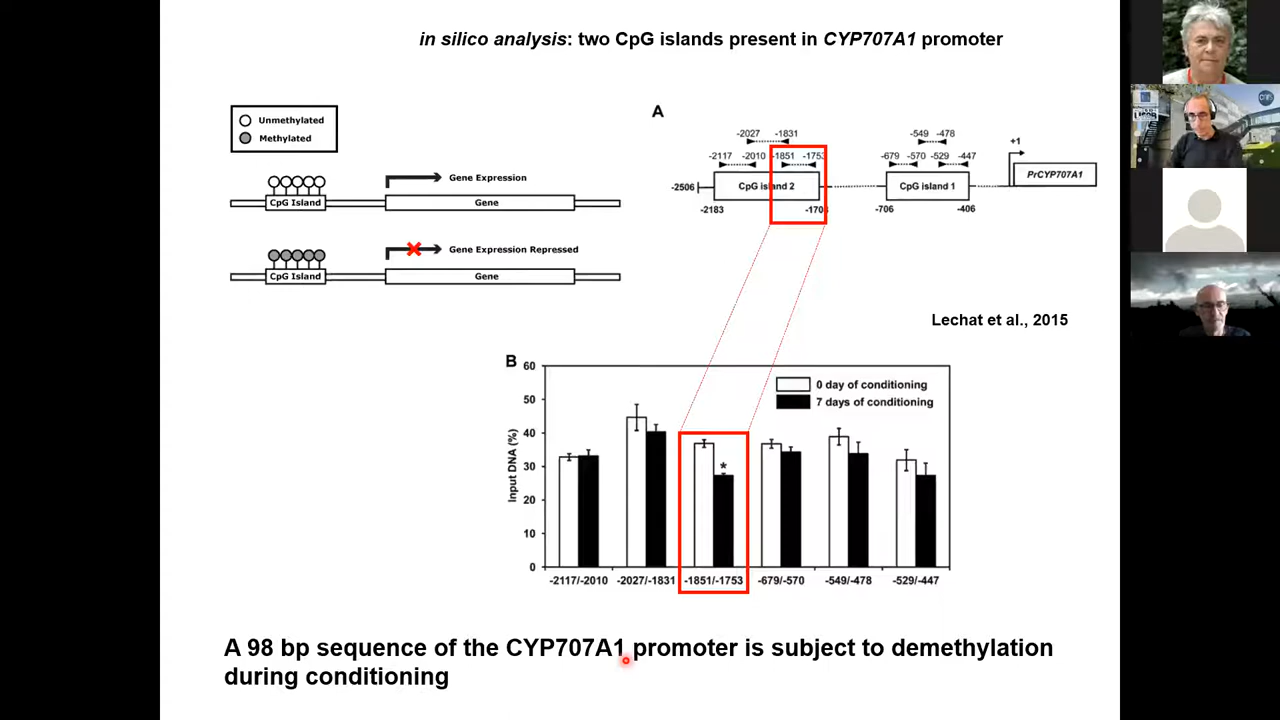 in silico analysis: two CpG islands present in CYP707A1 promoter
Unmethylated
Methylated
Gene Expression
CpG Island
Gene
Gene Expression Repressed
CpG Island
Gene
A
-2027 -1831
-549 -478
+1
-2117 -2010 -1851 -1753
-679 -570 -529 -447
-2506
CpG island 2
CpG island 1
PrCYP707A1
-2183
-706
-406
Lechat et al., 2015
B
Input DNA (%)
60
50
40
30
20
10
0
0 day of conditioning
7 days of conditioning
*
-2117/-2010 -2027/-1831 -1851/-1753 -679/-570 -549/-478 -529/-447
A 98 bp sequence of the CYP707A1 promoter is subject to demethylation
during conditioning